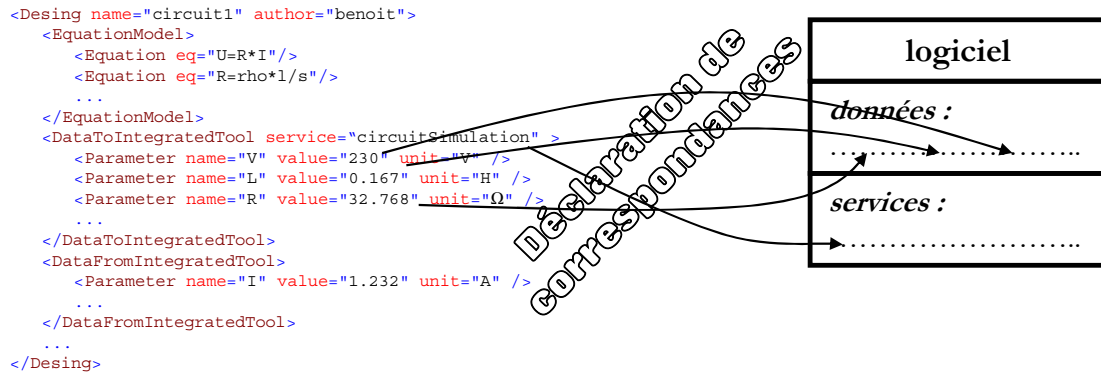 <Desing name="circuit1" author="benoit">
<EquationModel>
<Equation eq="U=R*I"/>
<Equation eq="R=rho*l/s"/>
...
</EquationModel>
<DataToIntegratedTool service=“circuitSimulation" >
<Parameter name="V" value="230" unit="V" />
<Parameter name="L" value="0.167" unit="H" />
<Parameter name="R" value="32.768" unit="Ω" />
...
</DataToIntegratedTool>
<DataFromIntegratedTool>
<Parameter name="I" value="1.232" unit="A" />
...
</DataFromIntegratedTool>
...
</Desing>
Déclaration de
correspondances
logiciel
données :
……………………..
services :
……………………..